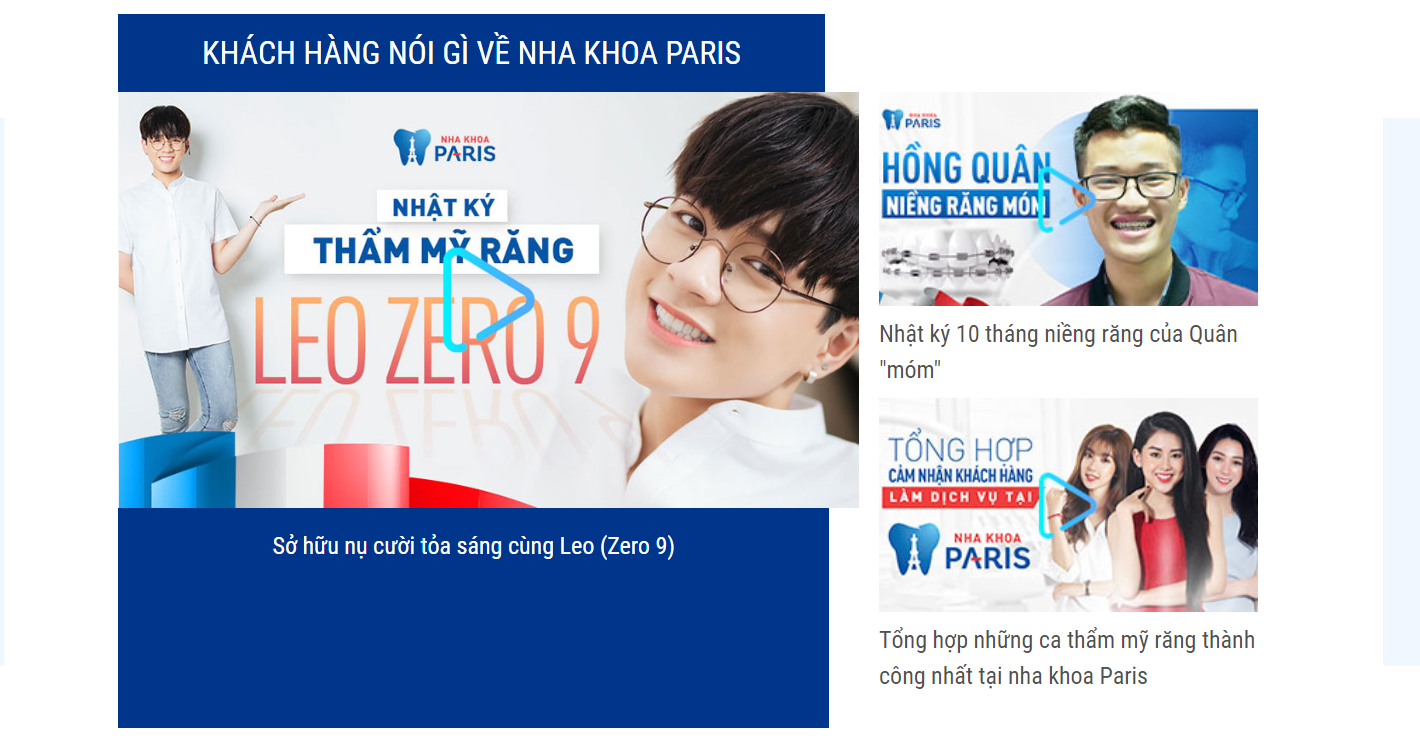 KHÁCH HÀNG NÓI GÌ VỀ NHA KHOA PARIS
NHA KHOA
PARIS
NHẬT KÝ
THẨM MỸ RĂNG
LEO ZERO 9
Sở hữu nụ cười tỏa sáng cùng Leo (Zero 9)
NHA KHOA
PARIS
HỒNG QUÂN
NIỀNG RĂNG MÓM
Nhật ký 10 tháng niềng răng của Quân
"móm"
TỔNG HỢP
CẢM NHẬN KHÁCH HÀNG
LÀM DỊCH VỤ TẠI
NHA KHOA
PARIS
Tổng hợp những ca thẩm mỹ răng thành
công nhất tại nha khoa Paris